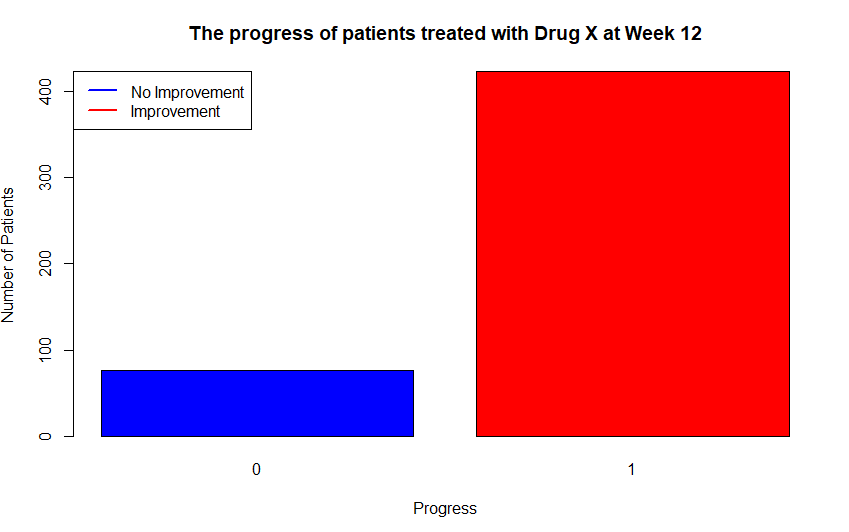 The progress of patients treated with Drug X at Week 12
No Improvement
Improvement
Number of Patients
400
300
200
100
0
0 1
Progress